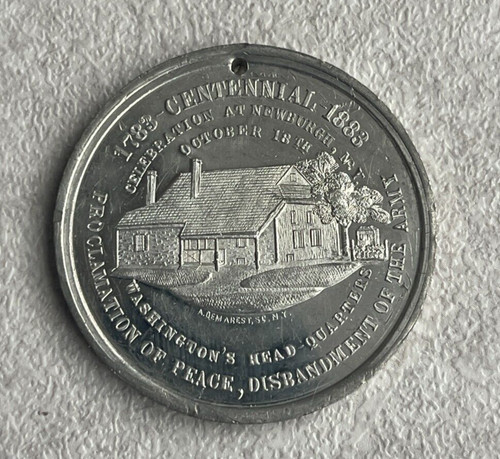 1783-CENTENNIAL-1883
CELEBRATION AT NEWBURGH, N.Y.
OCTOBER 18TH
A. DEMAREST, SC. N.Y.
WASHINGTON'S HEAD-QUARTERS
PROCLAMATION OF PEACE, DISBANDMENT OF THE ARMY